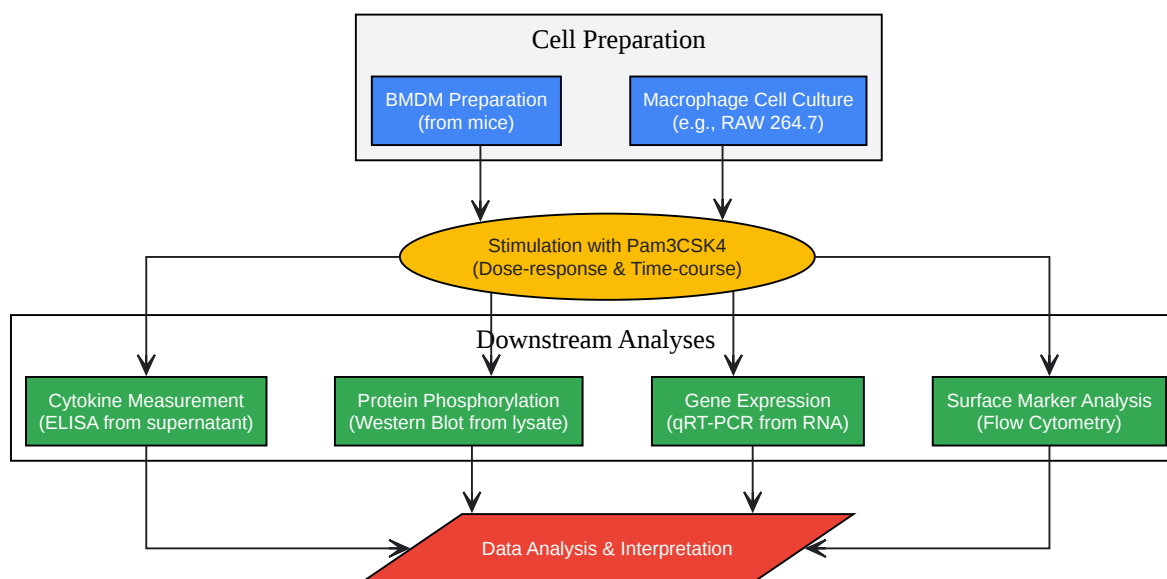 Cell Preparation
BMDM Preparation
(from mice)
Macrophage Cell Culture
(e.g., RAW 264.7)
Stimulation with Pam3CSK4
(Dose-response & Time-course)
Downstream Analyses
Cytokine Measurement
(ELISA from supernatant)
Protein Phosphorylation
(Western Blot from lysate)
Gene Expression
(qRT-PCR from RNA)
Surface Marker Analysis
(Flow Cytometry)
Data Analysis & Interpretation